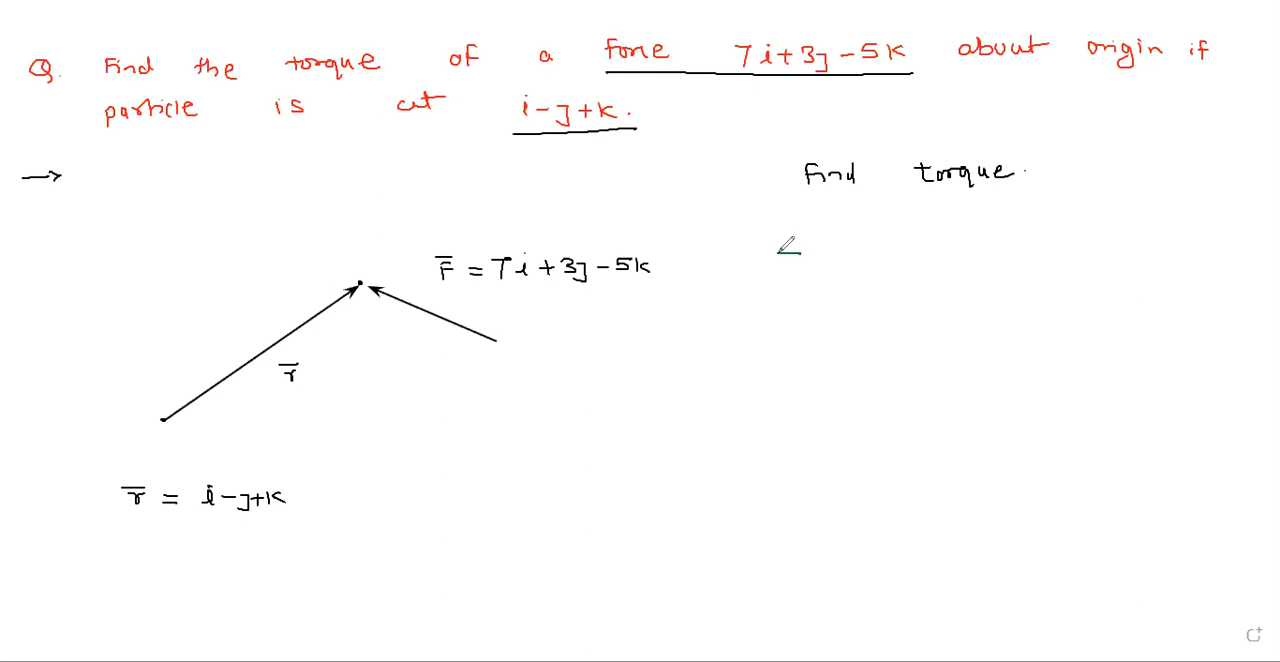 Q. Find the torque of a Force 7i+3j-5k about origin if
particle is at i-j+k.
Find torque.
F̅ = 7i+3j-5k
r̅
r̅ = i-j+k